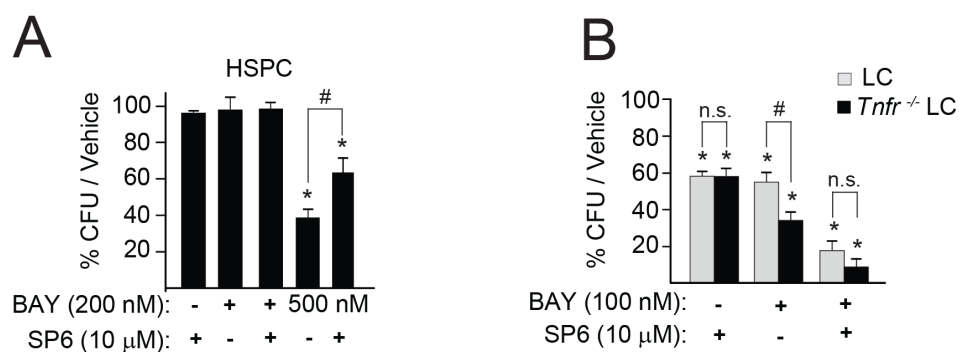 A
HSPC
% CFU / Vehicle
100
80
60
40
20
#
*
*
BAY (200 nM): - + + 500 nM
SP6 (10 µM): + - + - +
B
LC
Tnfr -/- LC
% CFU / Vehicle
100
80
60
40
20
n.s.
#
n.s.
* * * * * *
BAY (100 nM): - + +
SP6 (10 µM): + - +